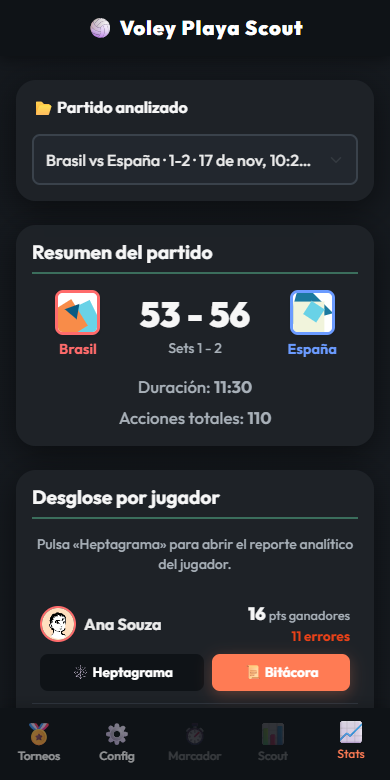 Voley Playa Scout
Partido analizado
Brasil vs España · 1-2 · 17 de nov, 10:2...
Resumen del partido
53 - 56
Brasil
Sets 1 - 2
España
Duración: 11:30
Acciones totales: 110
Desglose por jugador
Pulsa «Heptagrama» para abrir el reporte analítico
del jugador.
Ana Souza
16 pts ganadores
11 errores
Heptagrama
Bitácora
Torneos
Config
Marcador
Scout
Stats